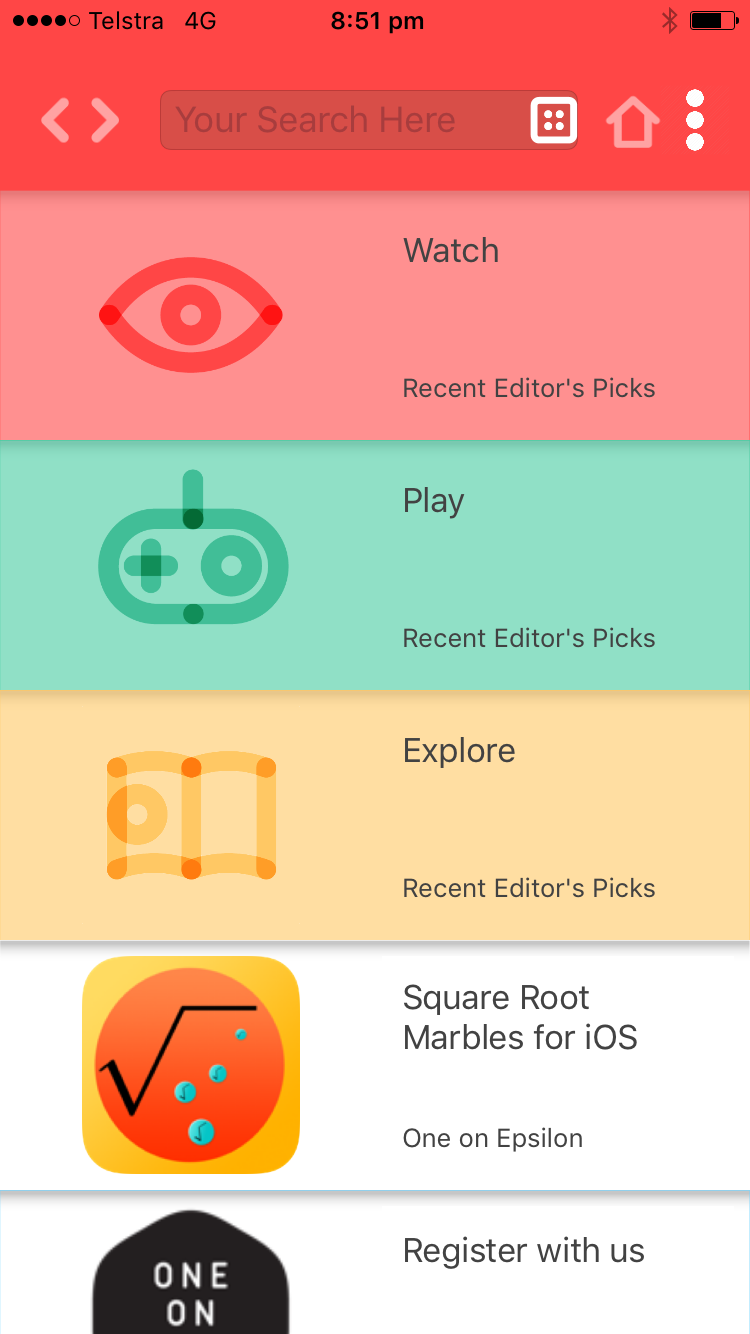 Telstra 4G 8:51 pm
Your Search Here
Watch
Recent Editor's Picks
Play
Recent Editor's Picks
Explore
Recent Editor's Picks
Square Root
Marbles for iOS
One on Epsilon
Register with us
ONE
ON